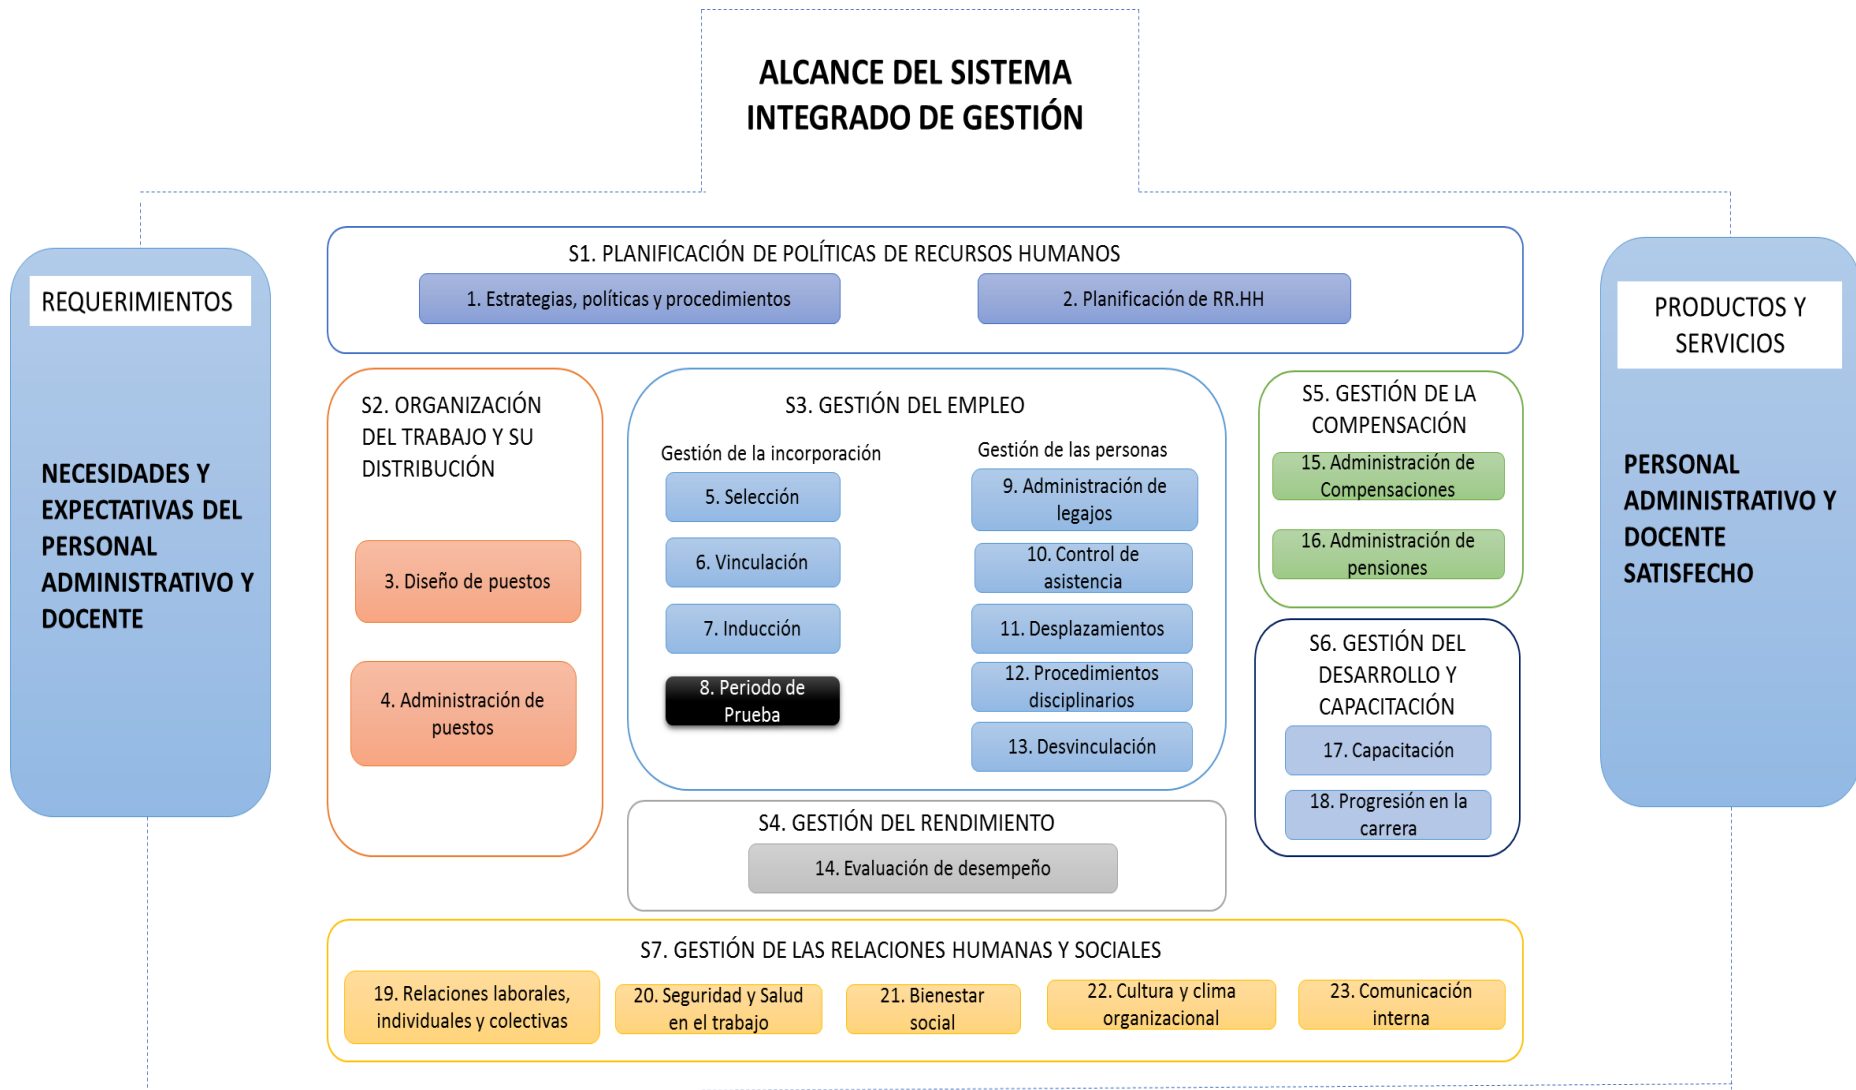 ALCANCE DEL SISTEMA
INTEGRADO DE GESTIÓN
REQUERIMIENTOS
NECESIDADES Y
EXPECTATIVAS DEL
PERSONAL
ADMINISTRATIVO Y
DOCENTE
S1. PLANIFICACIÓN DE POLÍTICAS DE RECURSOS HUMANOS
1. Estrategias, políticas y procedimientos
2. Planificación de RR.HH
S2. ORGANIZACIÓN
DEL TRABAJO Y SU
DISTRIBUCIÓN
3. Diseño de puestos
4. Administración de
puestos
S3. GESTIÓN DEL EMPLEO
Gestión de la incorporación
5. Selección
6. Vinculación
7. Inducción
8. Periodo de
Prueba
Gestión de las personas
9. Administración de
legajos
10. Control de
asistencia
11. Desplazamientos
12. Procedimientos
disciplinarios
13. Desvinculación
S4. GESTIÓN DEL RENDIMIENTO
14. Evaluación de desempeño
S5. GESTIÓN DE LA
COMPENSACIÓN
15. Administración de
Compensaciones
16. Administración de
pensiones
S6. GESTIÓN DEL
DESARROLLO Y
CAPACITACIÓN
17. Capacitación
18. Progresión en la
carrera
S7. GESTIÓN DE LAS RELACIONES HUMANAS Y SOCIALES
19. Relaciones laborales,
individuales y colectivas
20. Seguridad y Salud
en el trabajo
21. Bienestar
social
22. Cultura y clima
organizacional
23. Comunicación
interna
PRODUCTOS Y
SERVICIOS
PERSONAL
ADMINISTRATIVO Y
DOCENTE
SATISFECHO